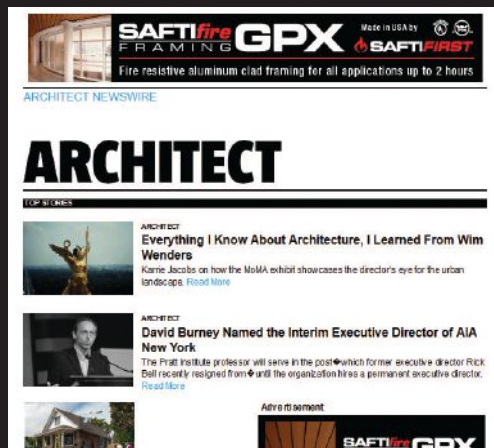 SAFTIfire
FRAMING
GPX
Made in USA by
SAFTIFIRST
Fire resistive aluminum clad framing for all applications up to 2 hours
ARCHITECT NEWSWIRE
ARCHITECT
TOP STORIES
ARCHITECT
Everything I Know About Architecture, I Learned From Wim
Wenders
Karrie Jacobs on how the MoMA exhibit showcases the director's eye for the urban
landscape. Read More
ARCHITECT
David Burney Named the Interim Executive Director of AIA
New York
The Pratt Institute professor will serve in the post�which former executive director Rick
Bell recently resigned from�until the organization hires a permanent executive director.
Read More
Advertisement
SAFTIfire
GPX